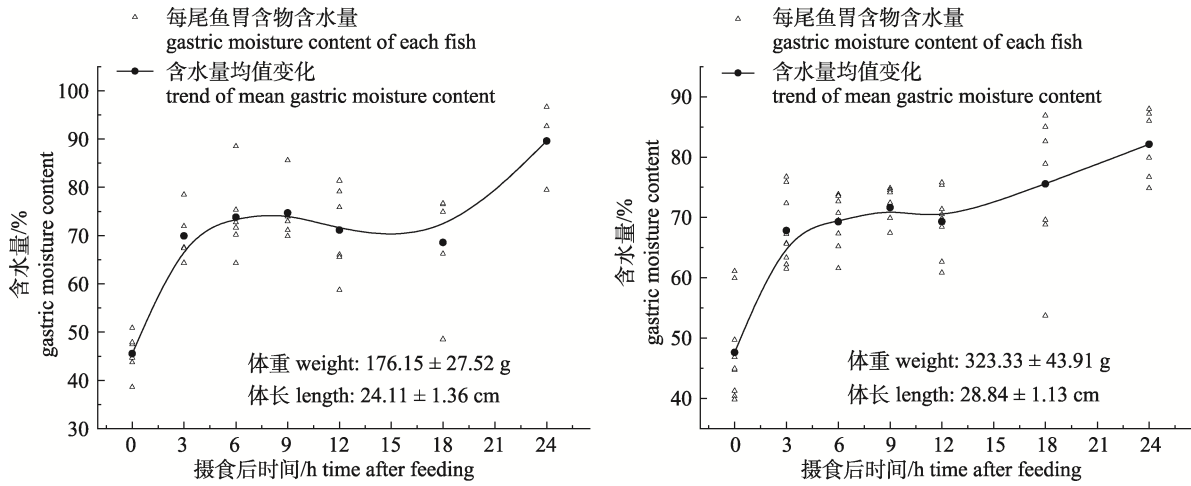 每尾鱼胃含物含水量
gastric moisture content of each fish
含水量均值变化
trend of mean gastric moisture content
100
90
80
70
60
50
40
30
含水量/%
gastric moisture content
体重 weight: 176.15 ± 27.52 g
体长 length: 24.11 ± 1.36 cm
0 3 6 9 12 15 18 21 24
摄食后时间/h time after feeding
每尾鱼胃含物含水量
gastric moisture content of each fish
含水量均值变化
trend of mean gastric moisture content
90
80
70
60
50
40
含水量/%
gastric moisture content
体重 weight: 323.33 ± 43.91 g
体长 length: 28.84 ± 1.13 cm
0 3 6 9 12 15 18 21 24
摄食后时间/h time after feeding